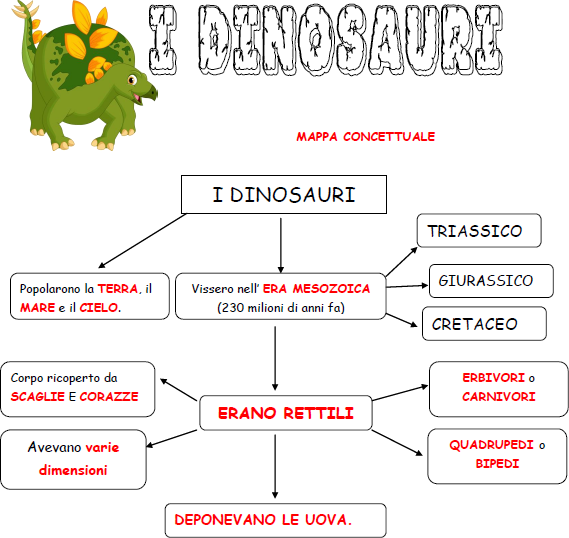 I DINOSAURI
MAPPA CONCETTUALE
I DINOSAURI
TRIASSICO
Popolarono la TERRA, il
MARE e il CIELO.
Vissero nell' ERA MESOZOICA
(230 milioni di anni fa)
GIURASSICO
CRETACEO
Corpo ricoperto da
SCAGLIE E CORAZZE
ERBIVORI o
CARNIVORI
ERANO RETTILI
Avevano varie
dimensioni
QUADRUPEDI o
BIPEDI
DEPONEVANO LE UOVA.